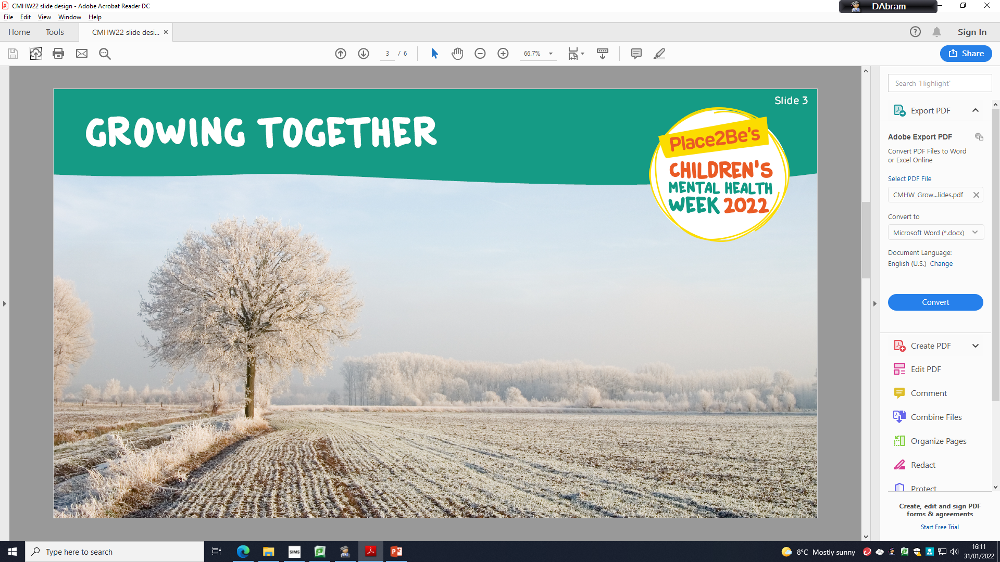 CMHW22 slide design - Adobe Acrobat Reader DC
DAbram
File Edit View Window Help
Home Tools CMHW22 slide desi... ×
Sign In
3 / 6
66.7%
Share
Slide 3
GROWING TOGETHER
Place2Be's
CHILDREN'S
MENTAL HEALTH
WEEK 2022
Search 'Highlight'
Export PDF
Adobe Export PDF
Convert PDF Files to Word
or Excel Online
Select PDF File
CMHW_Grow...lides.pdf
Convert to
Microsoft Word (*.docx)
Document Language:
English (U.S.) Change
Convert
Create PDF
Edit PDF
Comment
Combine Files
Organize Pages
Redact
Protect
Create, edit and sign PDF
forms & agreements
Start Free Trial
Type here to search
SIMS
8°C Mostly sunny
16:11
31/01/2022